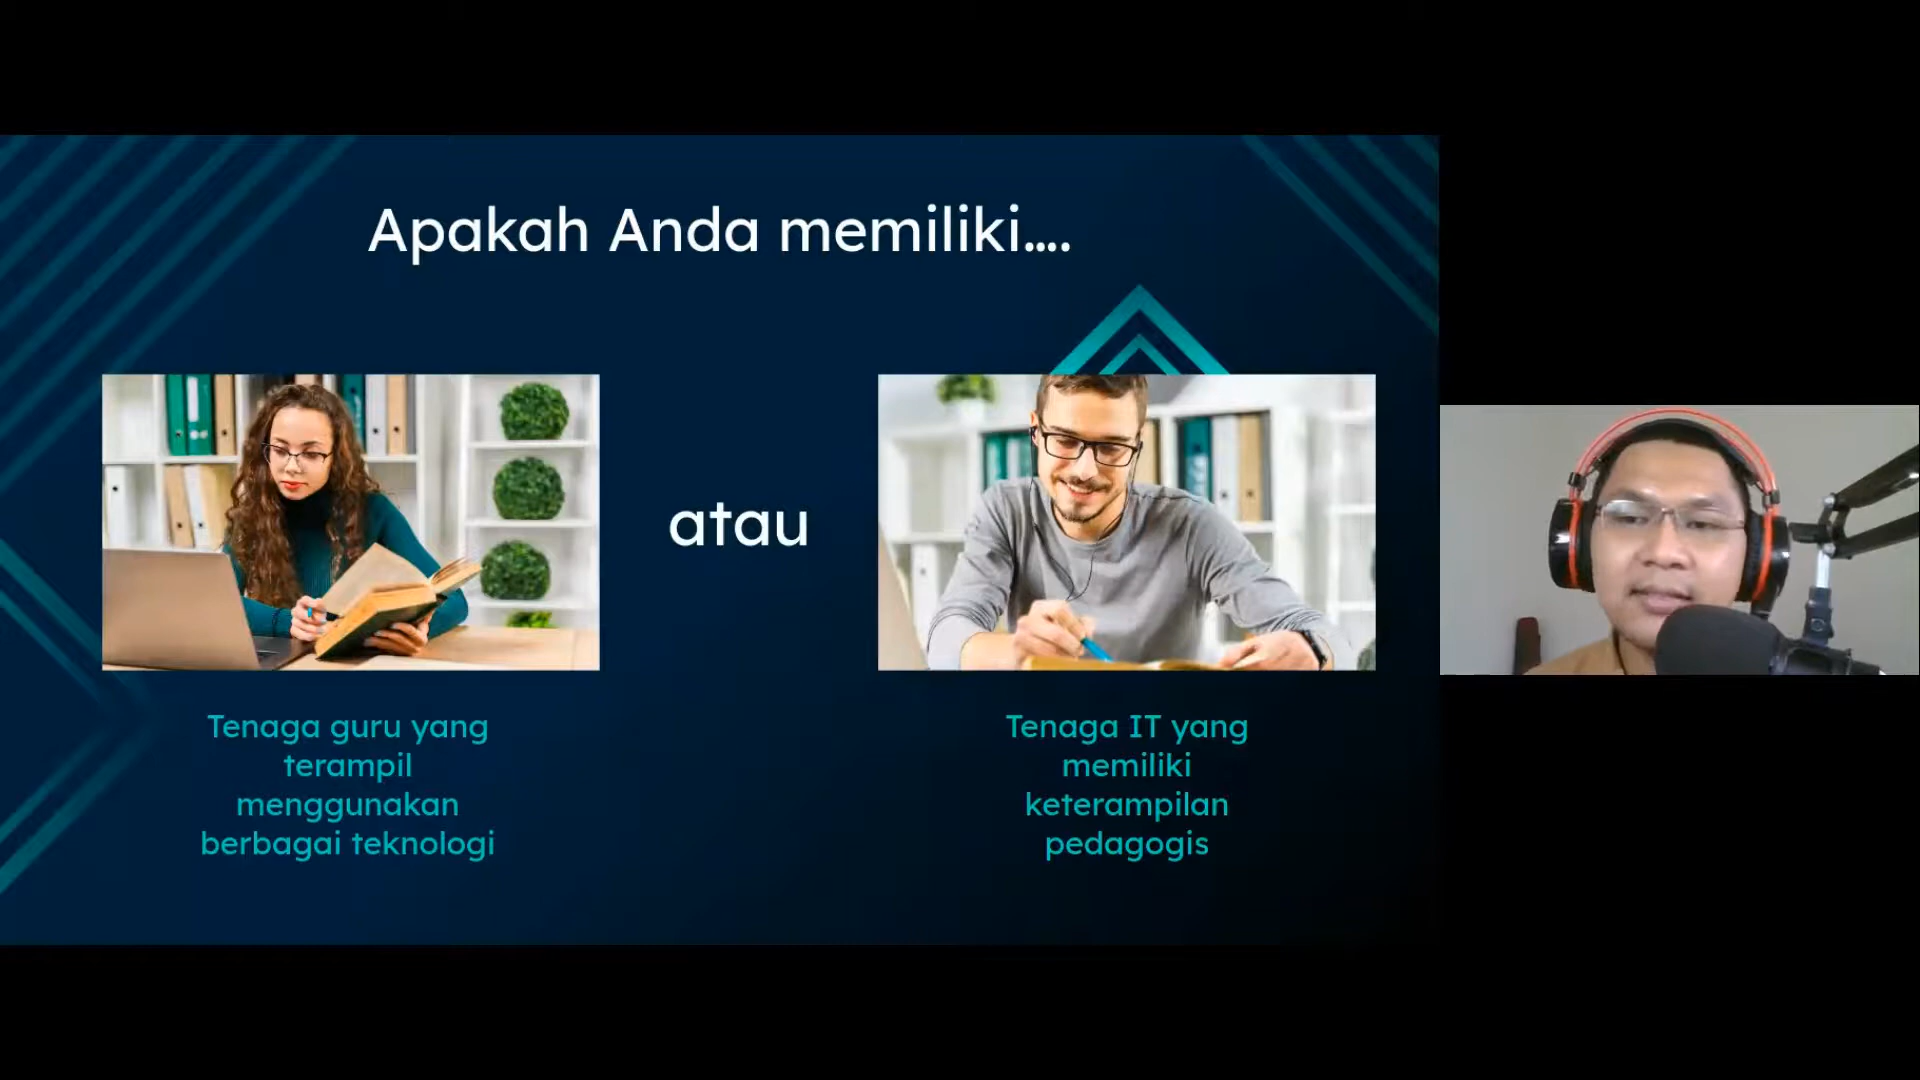 Apakah Anda memiliki....
atau
Tenaga guru yang
terampil
menggunakan
berbagai teknologi
Tenaga IT yang
memiliki
keterampilan
pedagogis